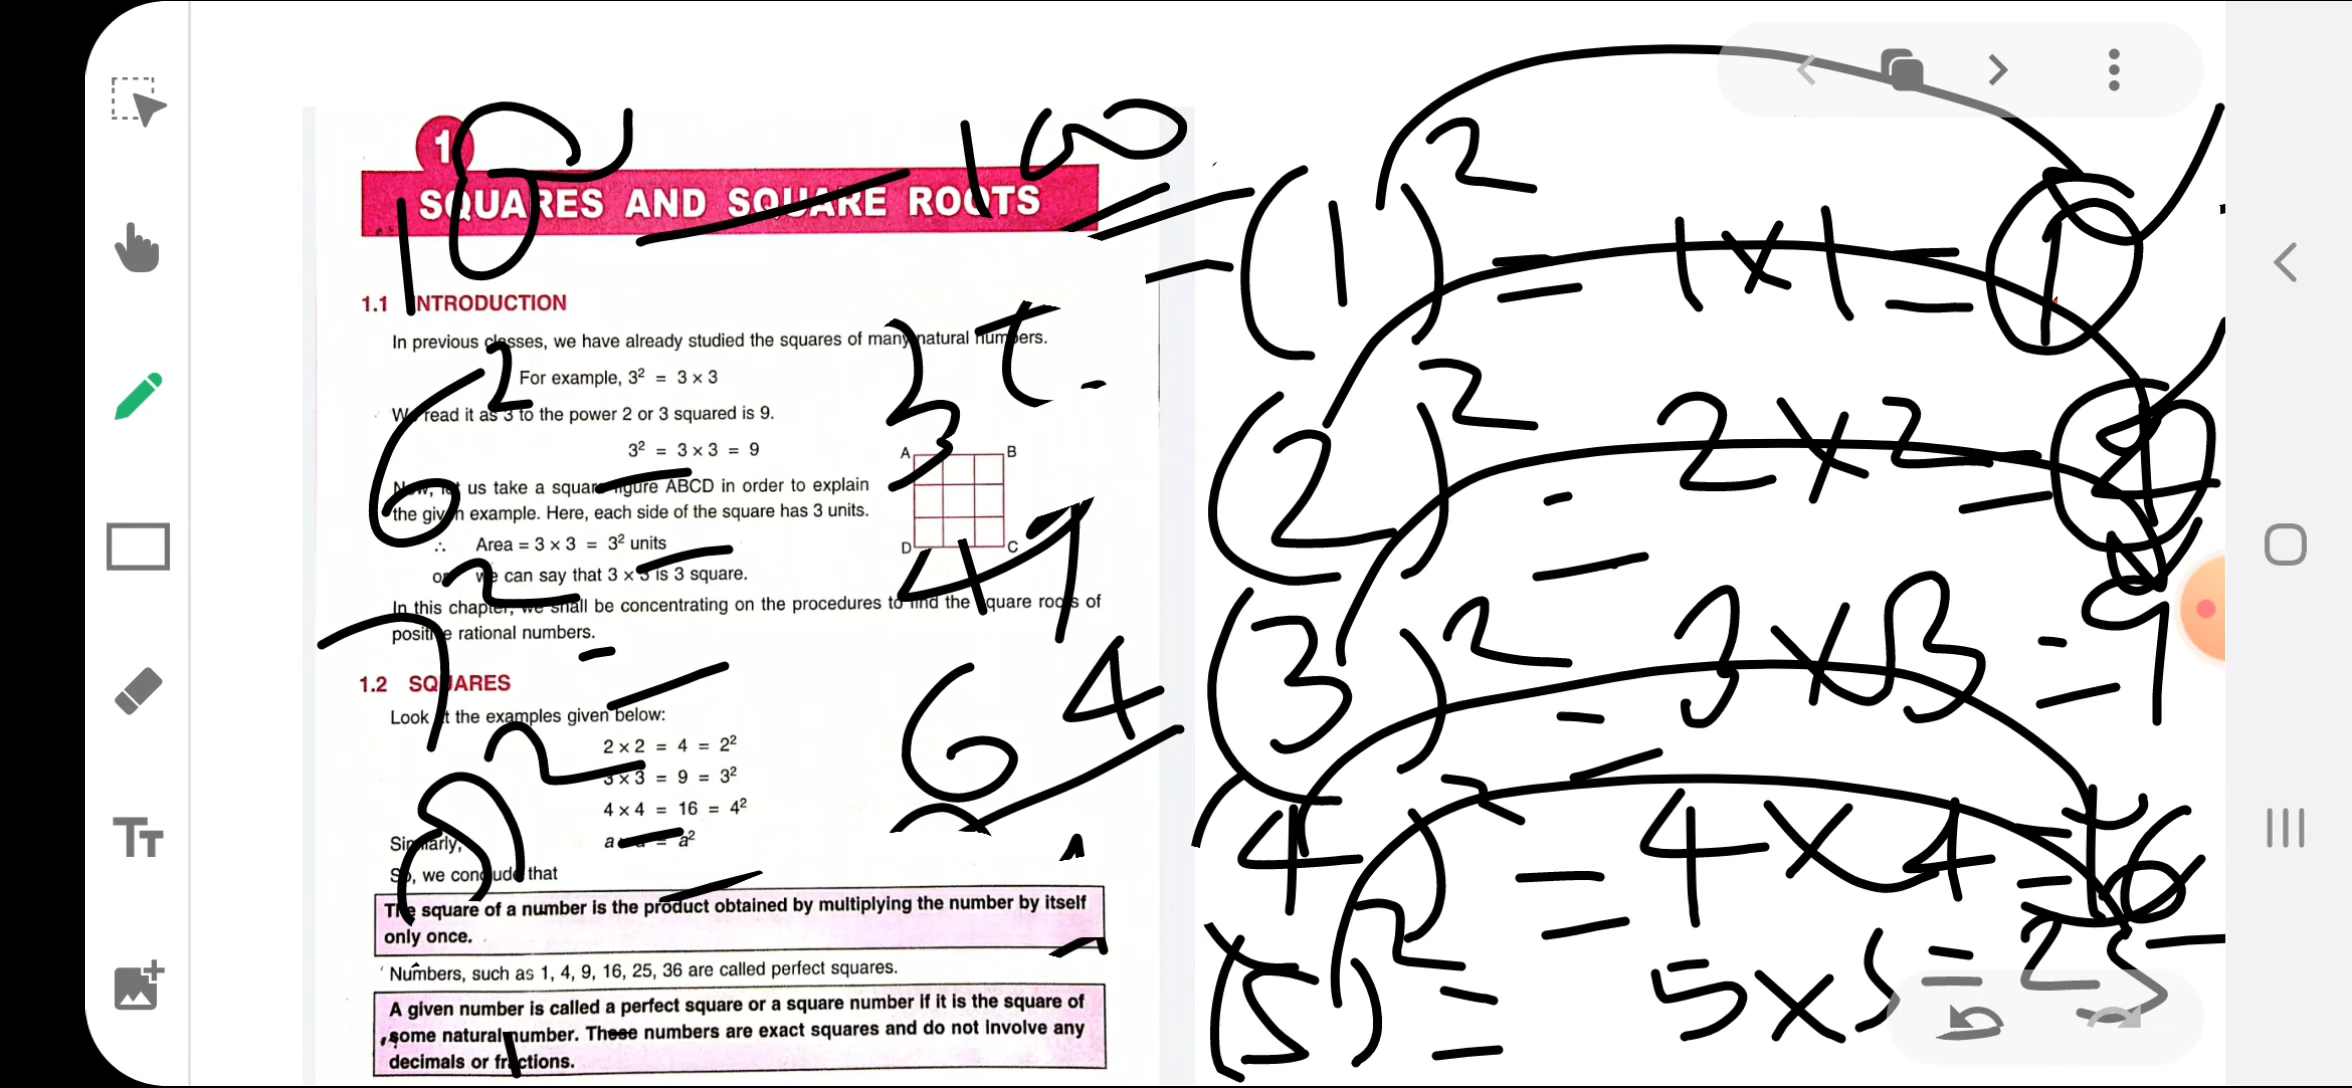 1
SQUARES AND SQUARE ROOTS
1.1 INTRODUCTION
In previous classes, we have already studied the squares of many natural numbers.
For example, 3² = 3 × 3
We read it as 3 to the power 2 or 3 squared is 9.
3² = 3 × 3 = 9
A B
Now, let us take a square figure ABCD in order to explain
the given example. Here, each side of the square has 3 units.
D C
∴ Area = 3 × 3 = 3² units
or we can say that 3 × 3 is 3 square.
In this chapter, we shall be concentrating on the procedures to find the square roots of
positive rational numbers.
1.2 SQUARES
Look at the examples given below:
2 × 2 = 4 = 2²
3 × 3 = 9 = 3²
4 × 4 = 16 = 4²
Similarly,
So, we conclude that
The square of a number is the product obtained by multiplying the number by itself
only once.
Numbers, such as 1, 4, 9, 16, 25, 36 are called perfect squares.
A given number is called a perfect square or a square number if it is the square of
some natural number. These numbers are exact squares and do not involve any
decimals or fractions.
100
6² =
7² =
49
64
(1)² = 1×1 = 1
(2)² = 2×2 = 4
(3)² = 3×3 = 9
(4)² = 4×4 = 16
(5)² = 5×5 = 25
TT